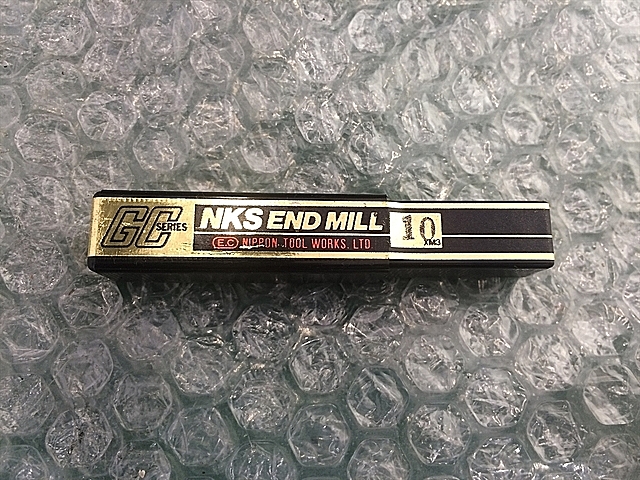 GC SERIES
NKS END MILL
E.C NIPPON TOOL WORKS, LTD
10
XM3